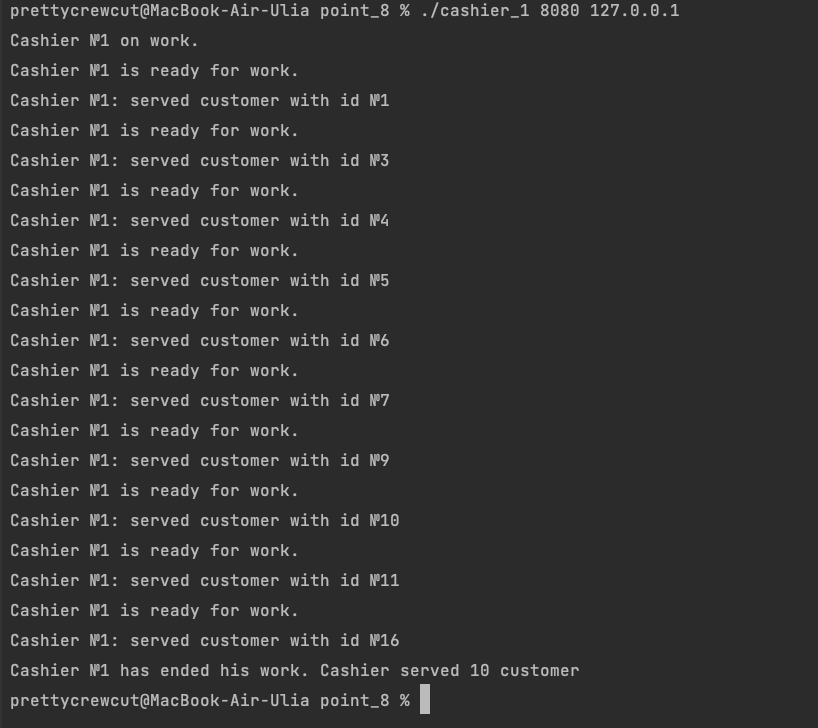 prettycrewcut@MacBook-Air-Ulia point_8 % ./cashier_1 8080 127.0.0.1
Cashier №1 on work.
Cashier №1 is ready for work.
Cashier №1: served customer with id №1
Cashier №1 is ready for work.
Cashier №1: served customer with id №3
Cashier №1 is ready for work.
Cashier №1: served customer with id №4
Cashier №1 is ready for work.
Cashier №1: served customer with id №5
Cashier №1 is ready for work.
Cashier №1: served customer with id №6
Cashier №1 is ready for work.
Cashier №1: served customer with id №7
Cashier №1 is ready for work.
Cashier №1: served customer with id №9
Cashier №1 is ready for work.
Cashier №1: served customer with id №10
Cashier №1 is ready for work.
Cashier №1: served customer with id №11
Cashier №1 is ready for work.
Cashier №1: served customer with id №16
Cashier №1 has ended his work. Cashier served 10 customer
prettycrewcut@MacBook-Air-Ulia point_8 %